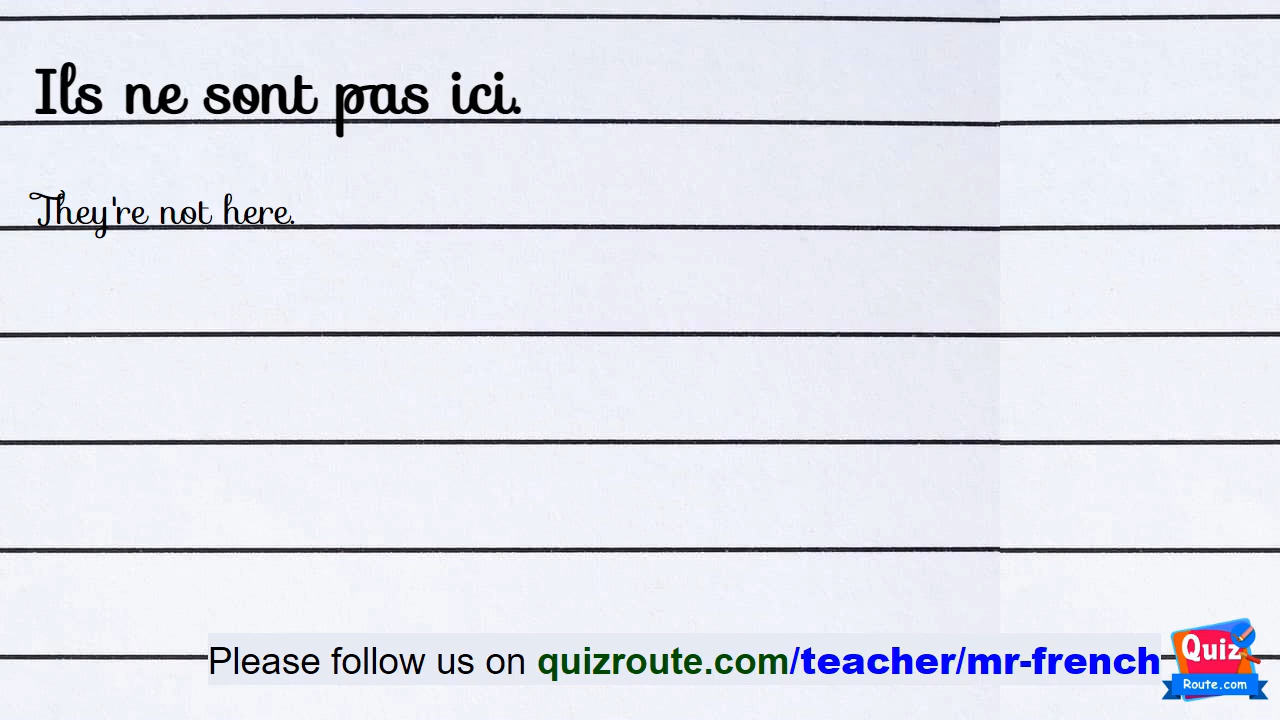 Ils ne sont pas ici.
They're not here.
Please follow us on quizroute.com/teacher/mr-french
Quiz
Route.com